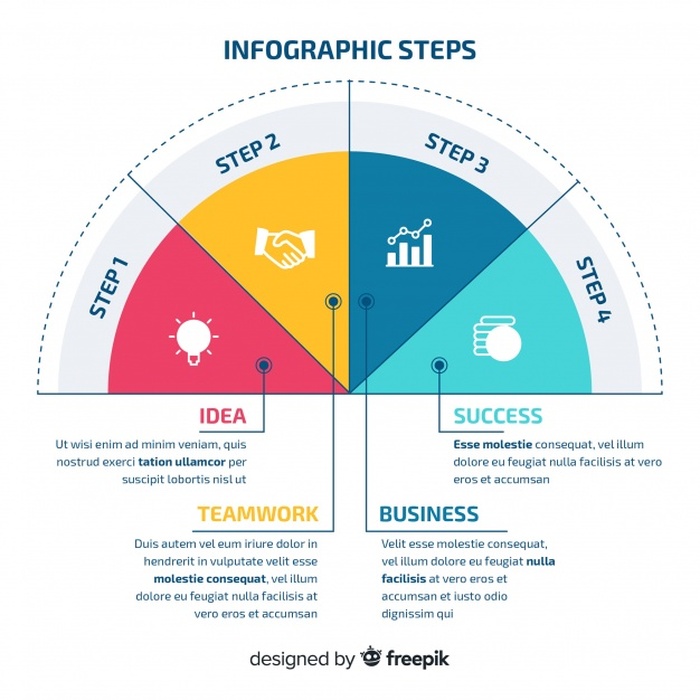 INFOGRAPHIC STEPS
STEP 1
STEP 2
STEP 3
STEP 4
IDEA
Ut wisi enim ad minim veniam, quis
nostrud exerci tation ullamcor per
suscipit lobortis nisl ut
SUCCESS
Esse molestie consequat, vel illum
dolore eu feugiat nulla facilisis at vero
eros et accumsan
TEAMWORK
Duis autem vel eum iriure dolor in
hendrerit in vulputate velit esse
molestie consequat, vel illum
dolore eu feugiat nulla facilisis at
vero eros et accumsan
BUSINESS
Velit esse molestie consequat,
vel illum dolore eu feugiat nulla
facilisis at vero eros et
accumsan et iusto odio
dignissim qui
designed by freepik